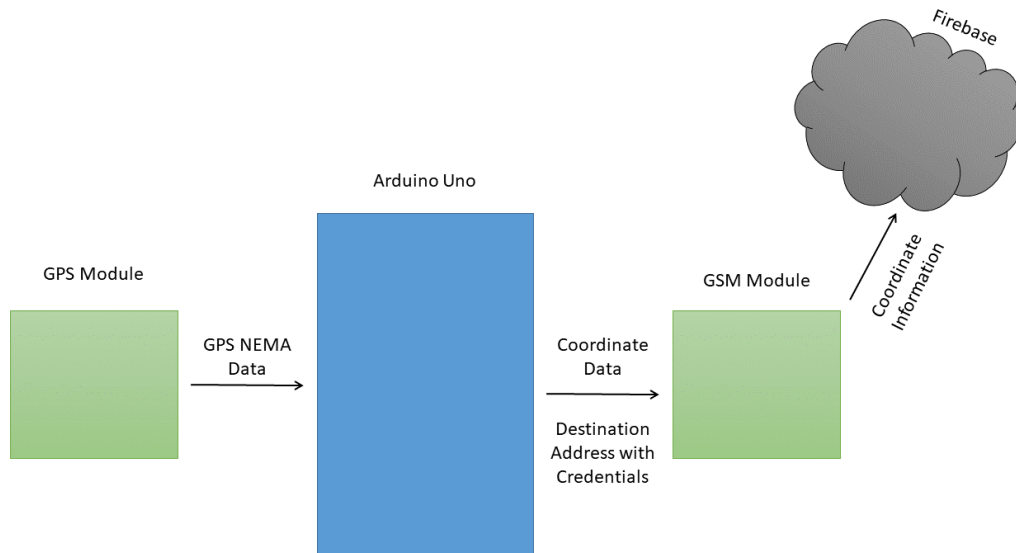 Firebase
Arduino Uno
GPS Module
GSM Module
Coordinate
Information
GPS NEMA
Data
Coordinate
Data
Destination
Address with
Credentials